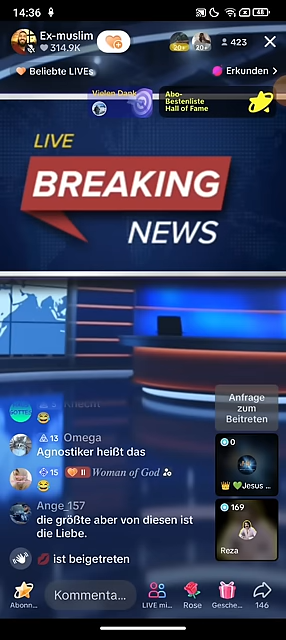 14:36
48
Ex-muslim
314.9K
20+
20+
423
Beliebte LIVEs
Erkunden >
Vielen Dank
Abo-
Bestenliste
Hall of Fame
LIVE
BREAKING
NEWS
Knecht
😂
13 Omega
Agnostiker heißt das
15 II Woman of God
😂
Ange_157
die größte aber von diesen ist
die Liebe.
💋 ist beigetreten
Anfrage
zum
Beitreten
0
👑💚Jesus ...
169
Reza
Abonn...
Kommenta...
LIVE mi...
Rose
Gesche...
146